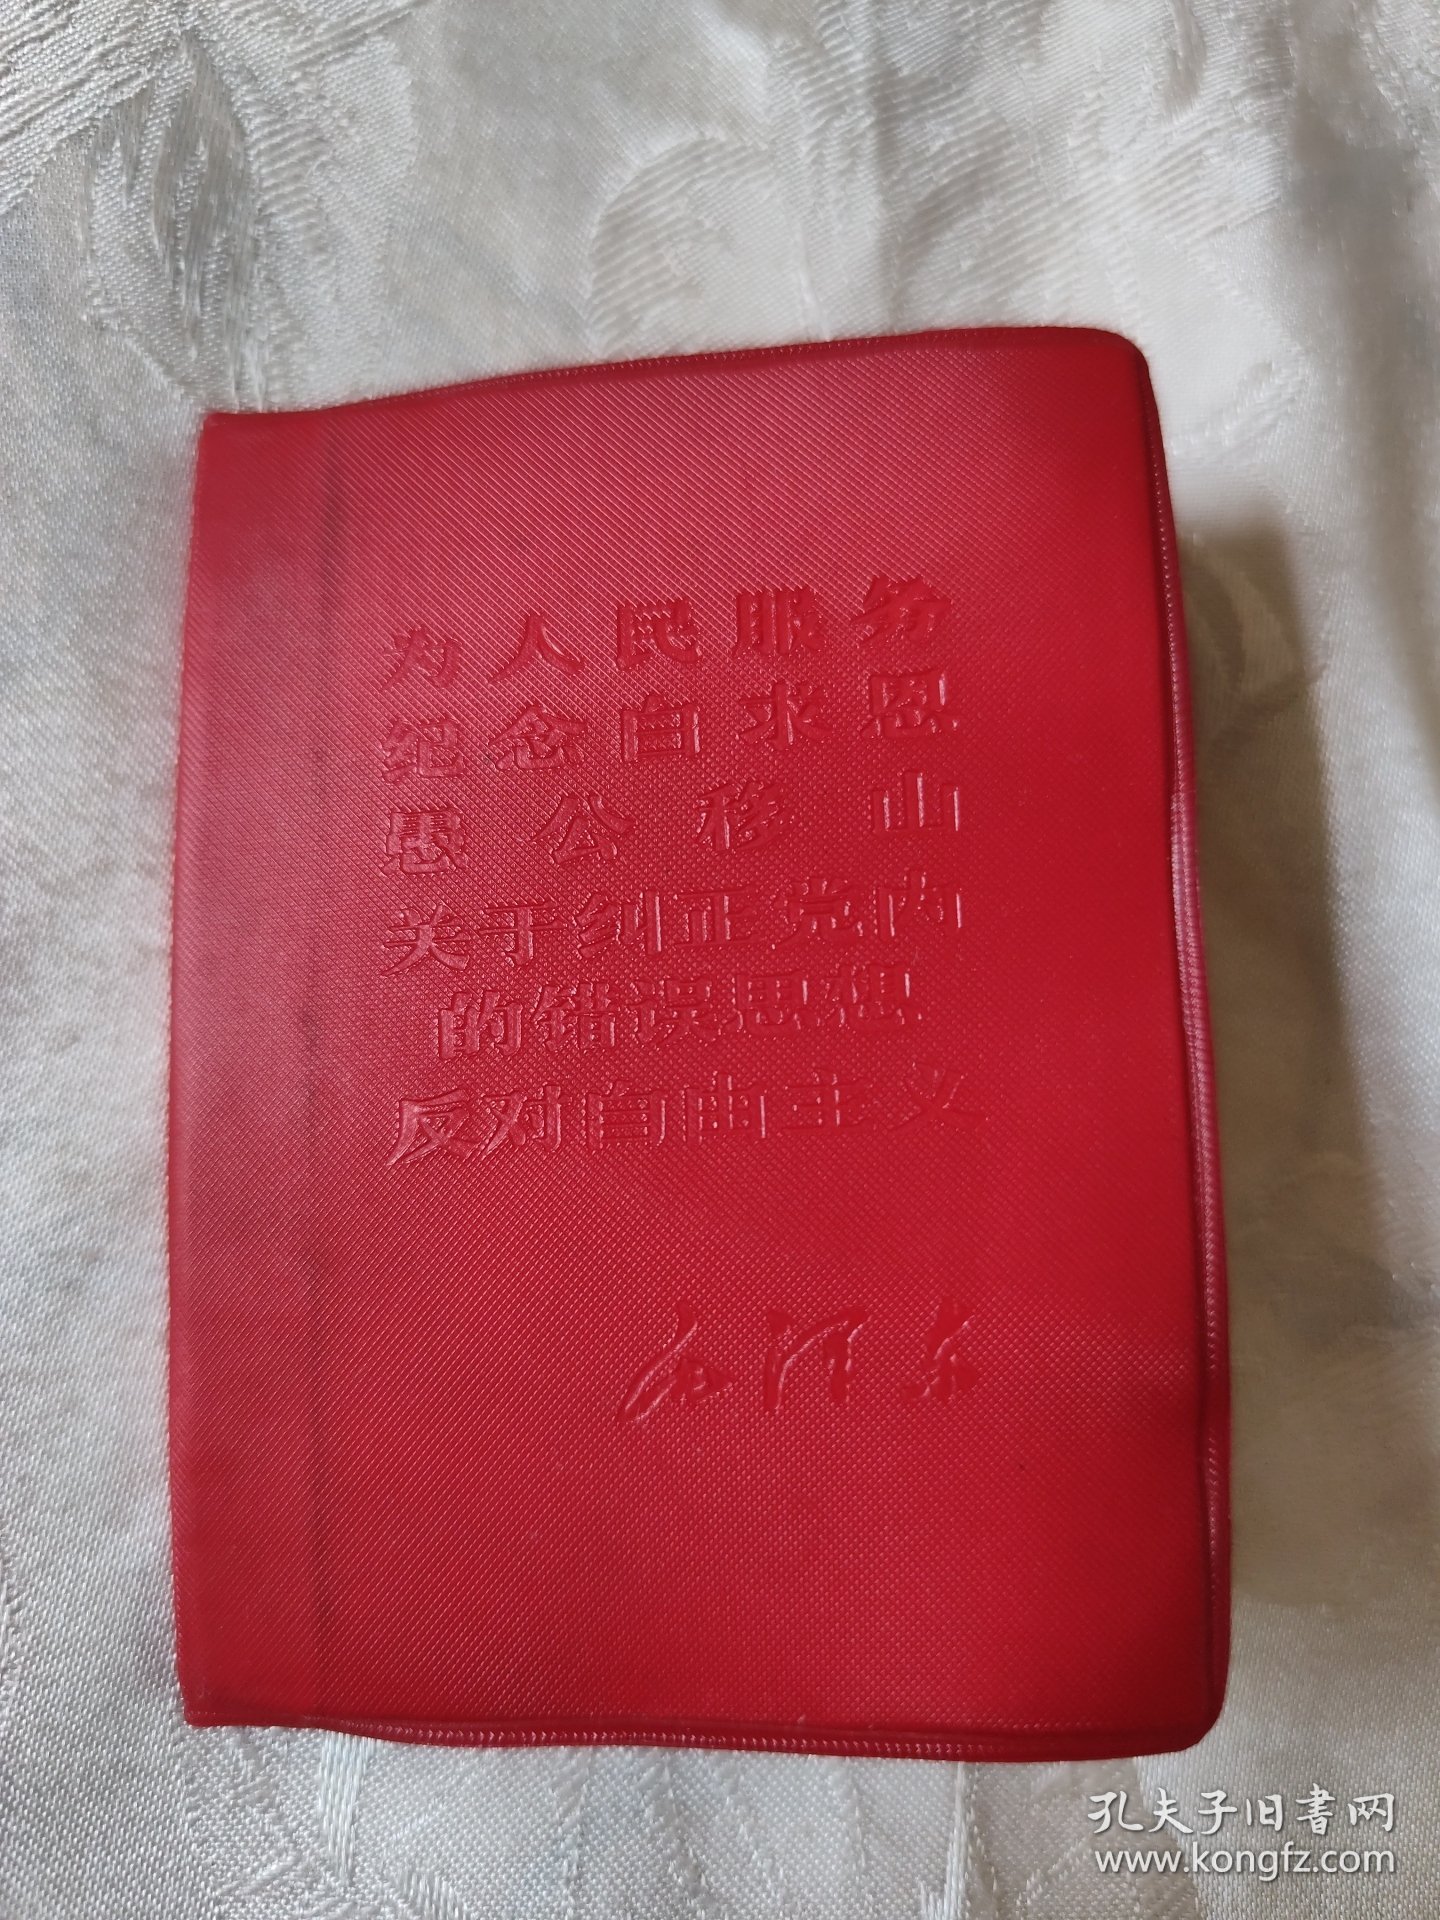 为人民服务
纪念白求恩
愚公移山
关于纠正党内
的错误思想
反对自由主义
毛泽东
孔夫子旧书网
www.kongfz.com